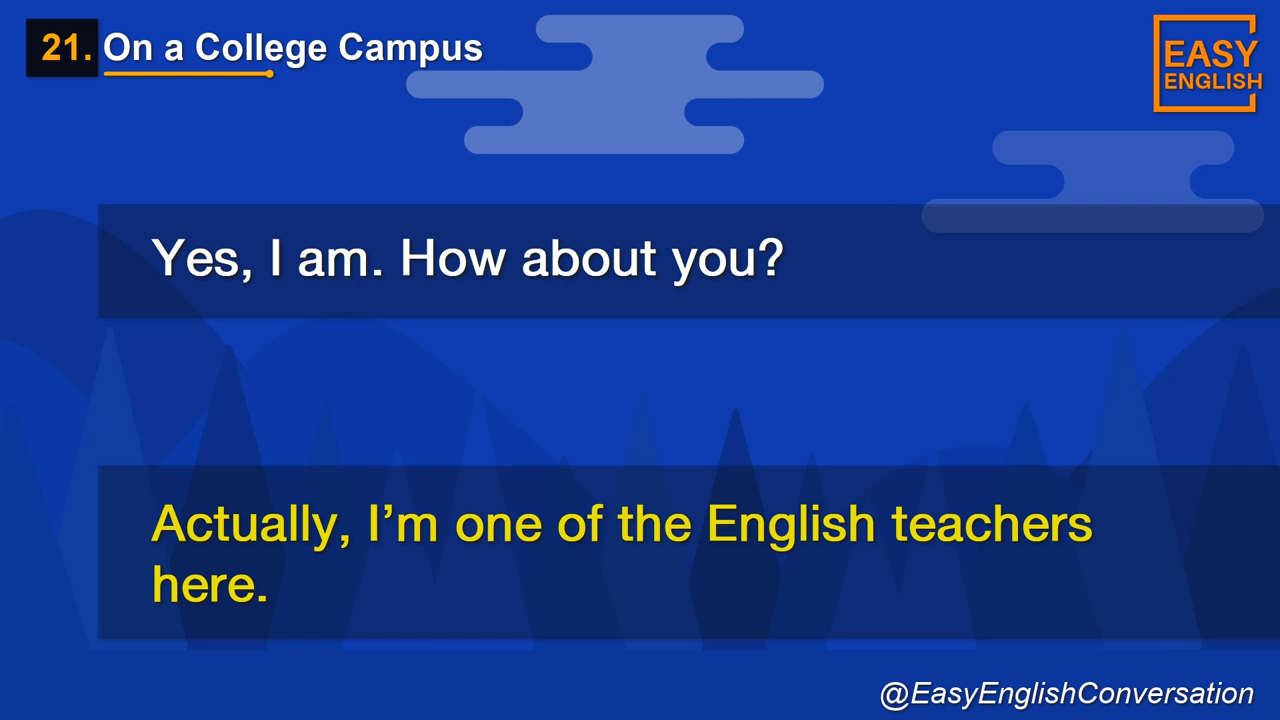 21. On a College Campus
EASY
ENGLISH
Yes, I am. How about you?
Actually, I’m one of the English teachers
here.
@EasyEnglishConversation